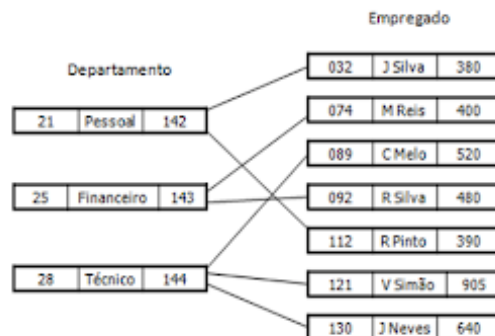 Empregado
Departamento
032 J Silva 380
074 M Reis 400
089 C Melo 520
092 R Silva 480
112 R Pinto 390
121 V Simão 905
130 J Neves 640
21 Pessoal 142
25 Financeiro 143
28 Técnico 144